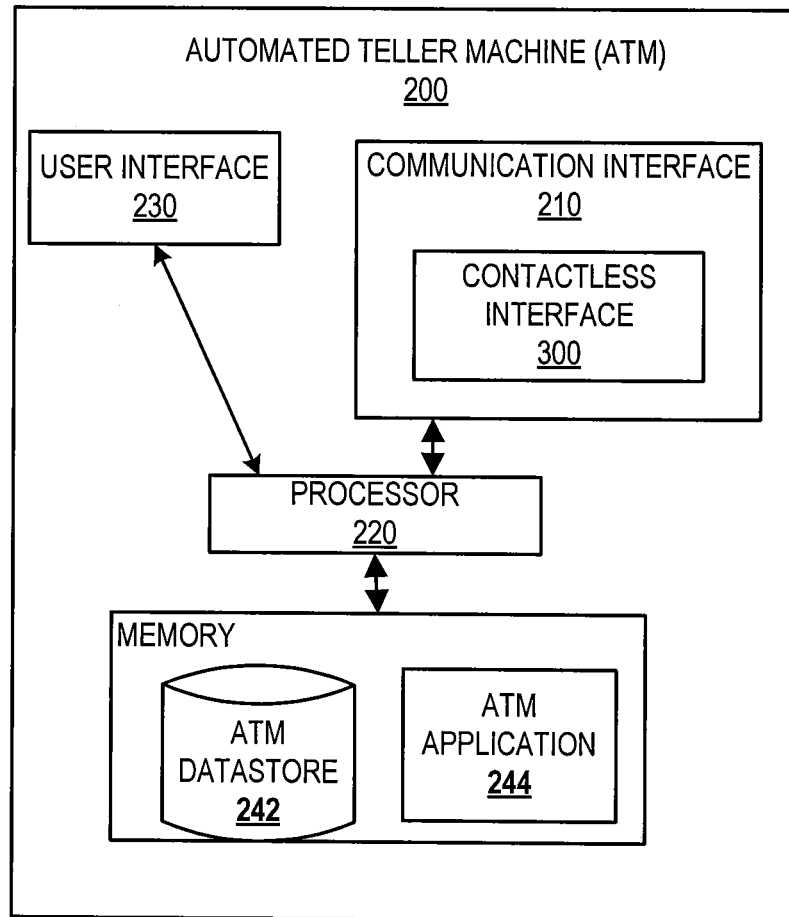 AUTOMATED TELLER MACHINE (ATM)
200
USER INTERFACE
230
COMMUNICATION INTERFACE
210
CONTACTLESS
INTERFACE
300
PROCESSOR
220
MEMORY
ATM
DATASTORE
242
ATM
APPLICATION
244